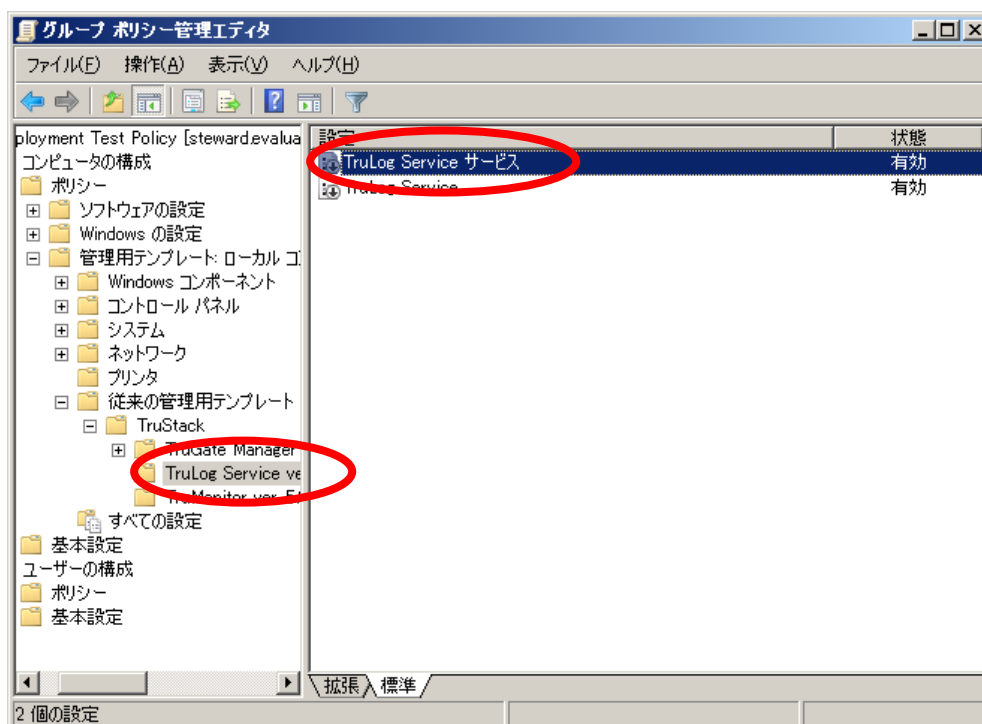 グループ ポリシー管理エディタ
ファイル(F) 操作(A) 表示(V) ヘルプ(H)
ployment Test Policy [steward.evalua
コンピュータの構成
ポリシー
ソフトウェアの設定
Windows の設定
管理用テンプレート: ローカル コ
Windows コンポーネント
コントロール パネル
システム
ネットワーク
プリンタ
従来の管理用テンプレート
TruStack
TruGate Manager
TruLog Service ve
TruMonitor ver.
すべての設定
基本設定
ユーザーの構成
ポリシー
基本設定
設定 状態
TruLog Service サービス 有効
TruLog Service 有効
拡張 標準
2 個の設定